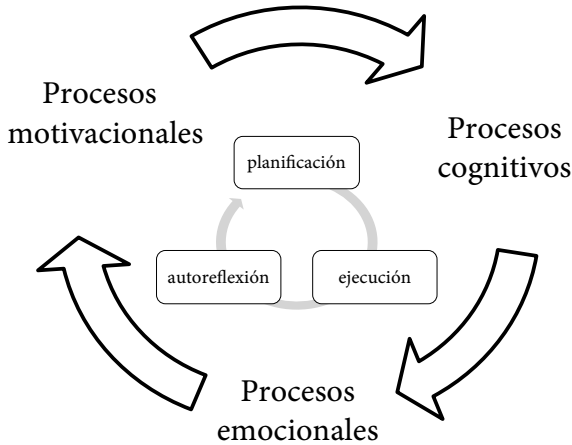 Procesos
motivacionales
Procesos
cognitivos
planificación
autoreflexión
ejecución
Procesos
emocionales